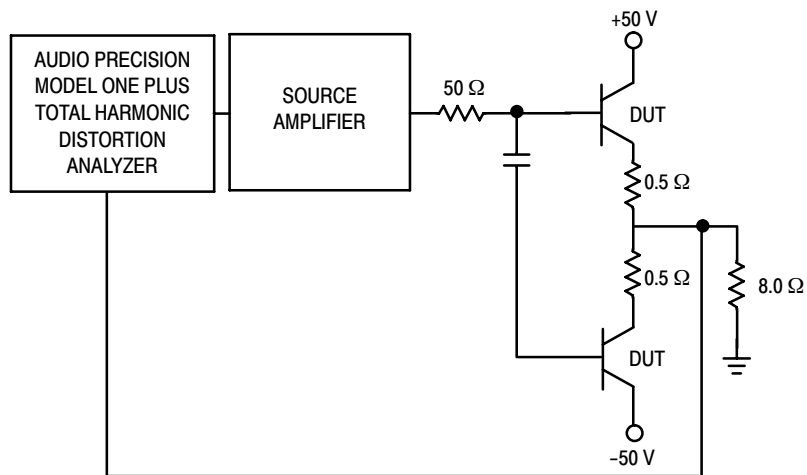 AUDIO PRECISION
MODEL ONE PLUS
TOTAL HARMONIC
DISTORTION
ANALYZER
SOURCE
AMPLIFIER
50 Ω
+50 V
DUT
0.5 Ω
0.5 Ω
8.0 Ω
DUT
-50 V